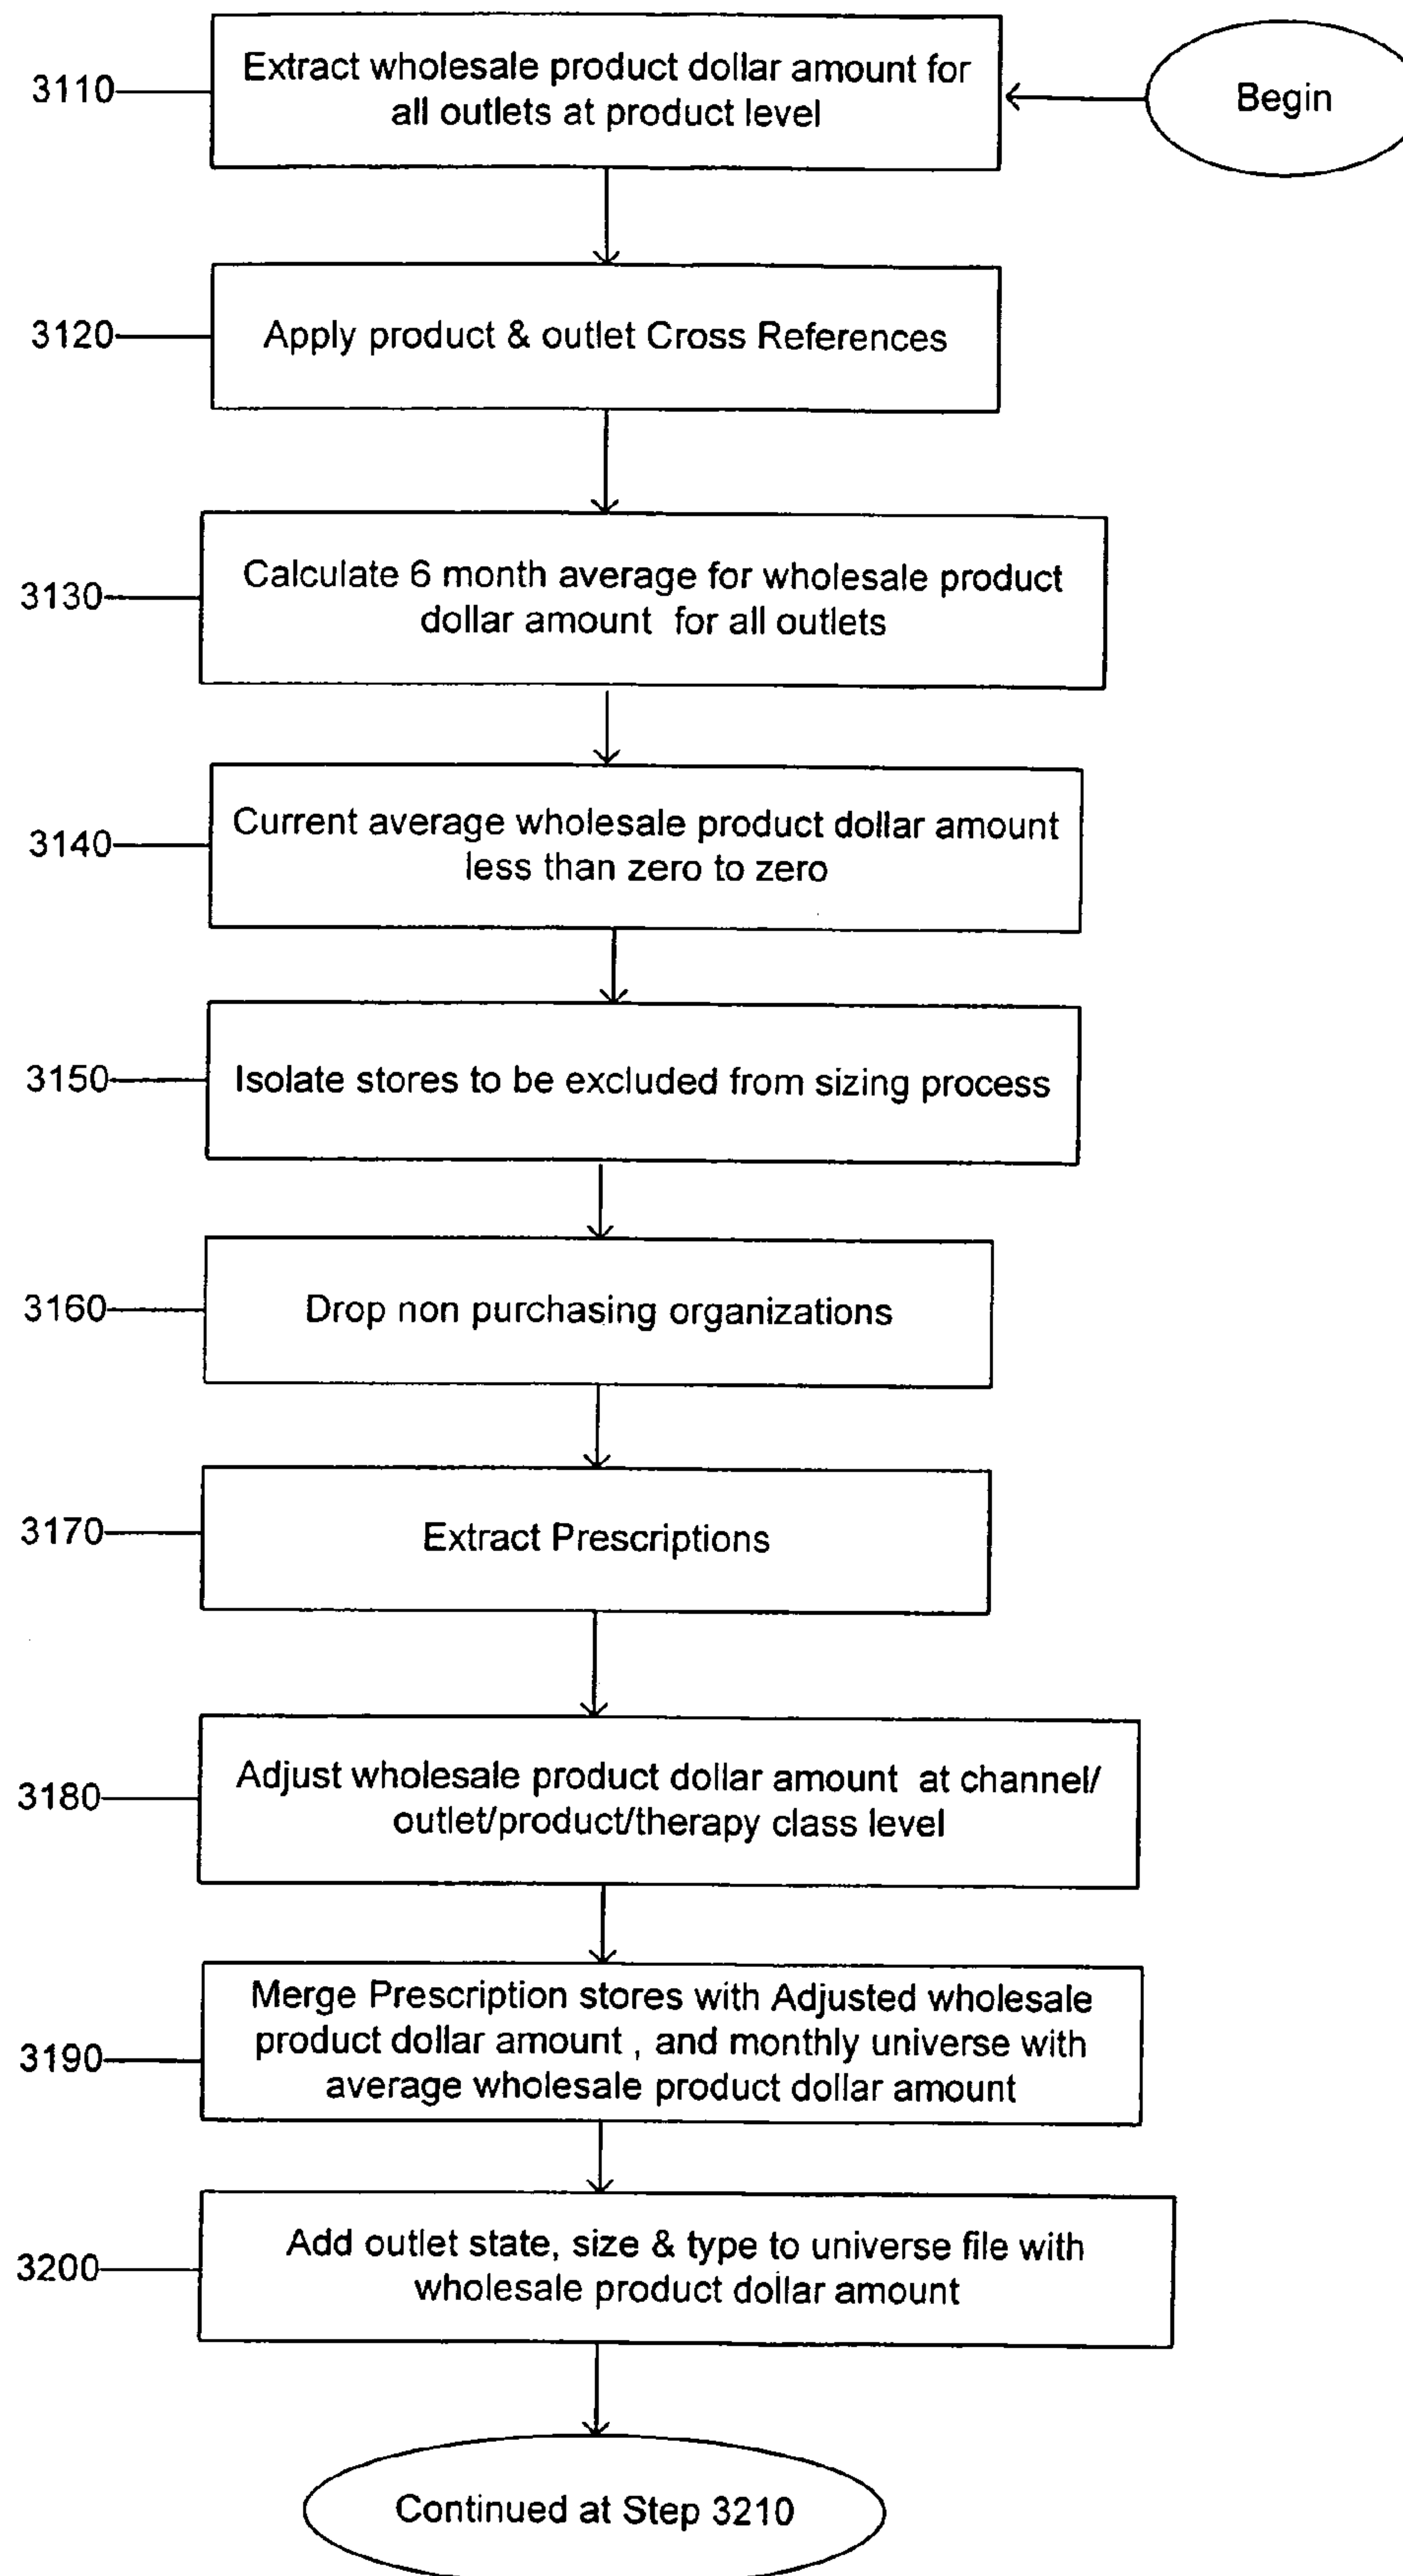 Begin
3110
Extract wholesale product dollar amount for
all outlets at product level
3120
Apply product & outlet Cross References
3130
Calculate 6 month average for wholesale product
dollar amount for all outlets
3140
Current average wholesale product dollar amount
less than zero to zero
3150
Isolate stores to be excluded from sizing process
3160
Drop non purchasing organizations
3170
Extract Prescriptions
3180
Adjust wholesale product dollar amount at channel/
outlet/product/therapy class level
3190
Merge Prescription stores with Adjusted wholesale
product dollar amount , and monthly universe with
average wholesale product dollar amount
3200
Add outlet state, size & type to universe file with
wholesale product dollar amount
Continued at Step 3210